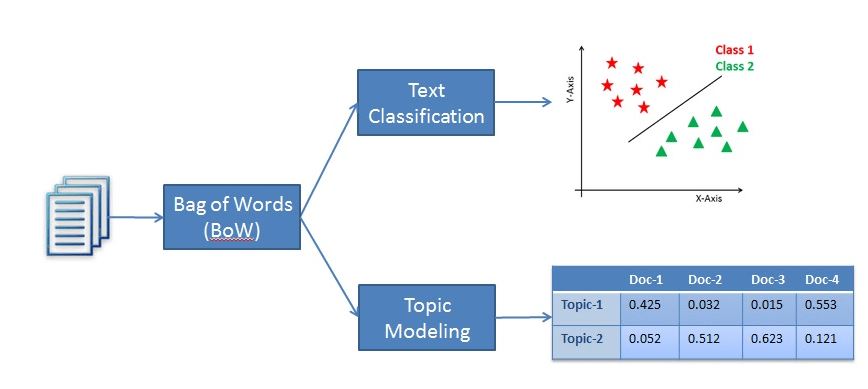 Bag of Words
(BoW)
Text
Classification
Y-Axis
Class 1
Class 2
X-Axis
Topic
Modeling
Doc-1 Doc-2 Doc-3 Doc-4
Topic-1 0.425 0.032 0.015 0.553
Topic-2 0.052 0.512 0.623 0.121